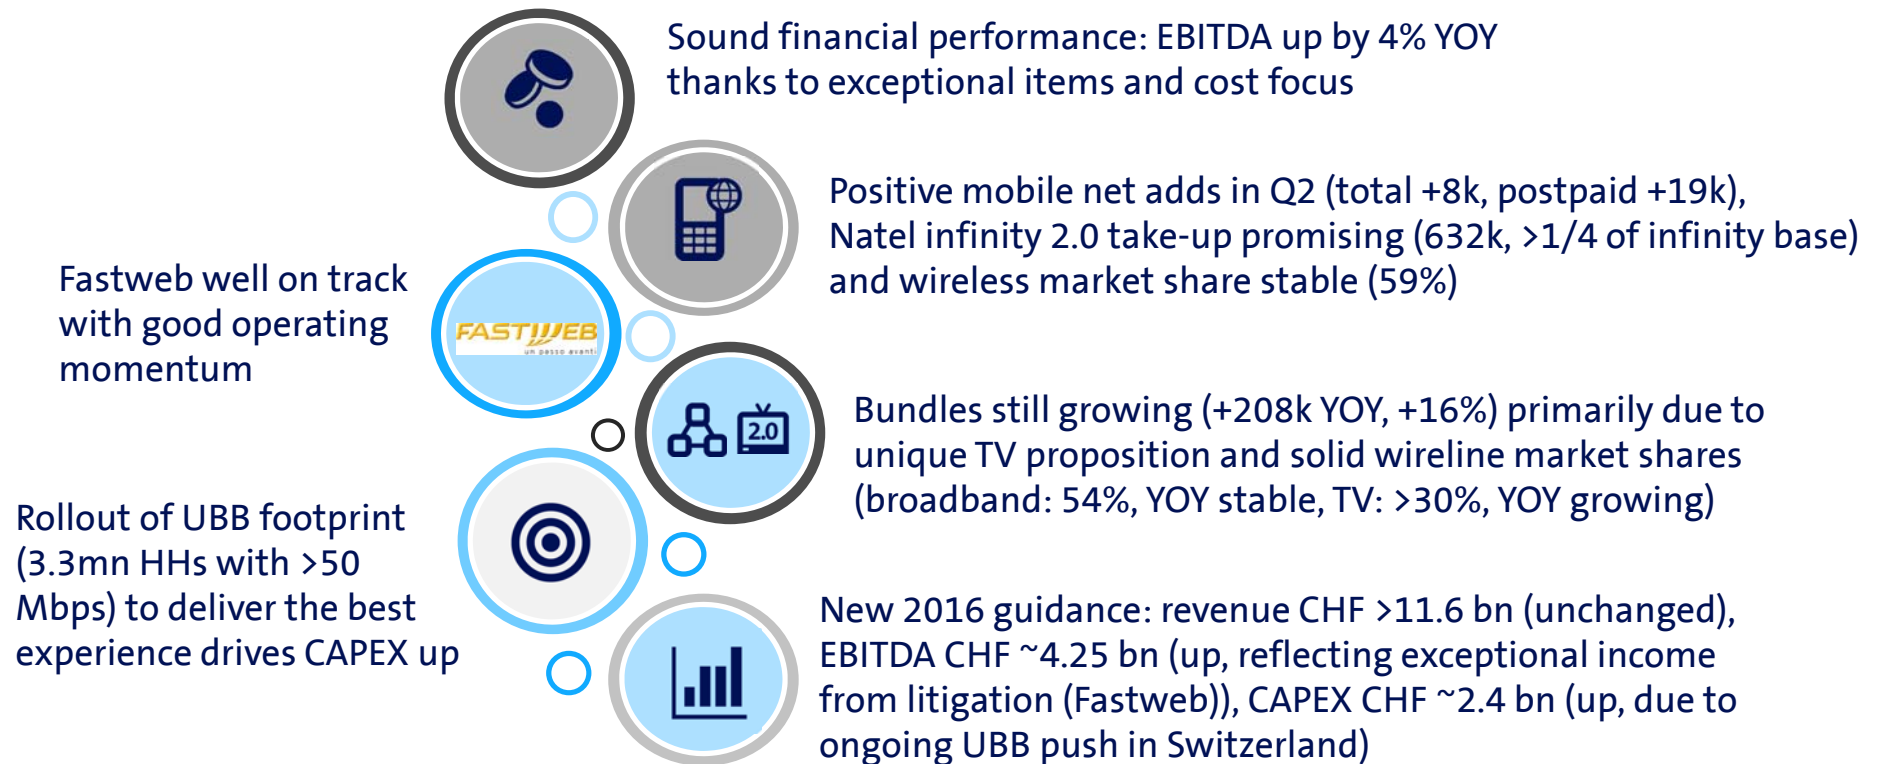 Sound financial performance: EBITDA up by 4% YOY
thanks to exceptional items and cost focus
Positive mobile net adds in Q2 (total +8k, postpaid +19k),
Natel infinity 2.0 take-up promising (632k, >1/4 of infinity base)
and wireless market share stable (59%)
Fastweb well on track
with good operating
momentum
FASTWEB
un passo avanti
2.0
Bundles still growing (+208k YOY, +16%) primarily due to
unique TV proposition and solid wireline market shares
(broadband: 54%, YOY stable, TV: >30%, YOY growing)
Rollout of UBB footprint
(3.3mn HHs with >50
Mbps) to deliver the best
experience drives CAPEX up
New 2016 guidance: revenue CHF >11.6 bn (unchanged),
EBITDA CHF ~4.25 bn (up, reflecting exceptional income
from litigation (Fastweb)), CAPEX CHF ~2.4 bn (up, due to
ongoing UBB push in Switzerland)